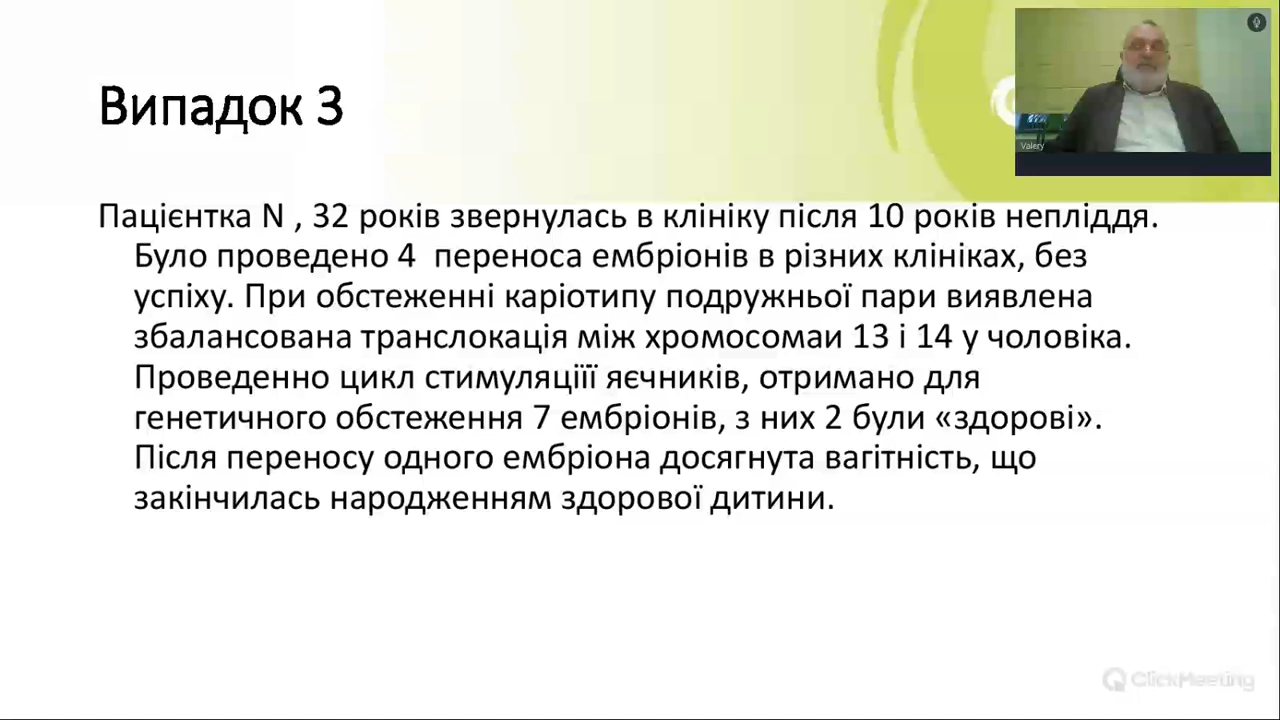 Випадок 3
Valery
Пацієнтка N , 32 років звернулась в клініку після 10 років непліддя.
Було проведено 4 переноса ембріонів в різних клініках, без
успіху. При обстеженні каріотипу подружньої пари виявлена
збалансована транслокація між хромосомаи 13 і 14 у чоловіка.
Проведенно цикл стимуляціїї яєчників, отримано для
генетичного обстеження 7 ембріонів, з них 2 були «здорові».
Після переносу одного ембріона досягнута вагітність, що
закінчилась народженням здорової дитини.
ClickMeeting